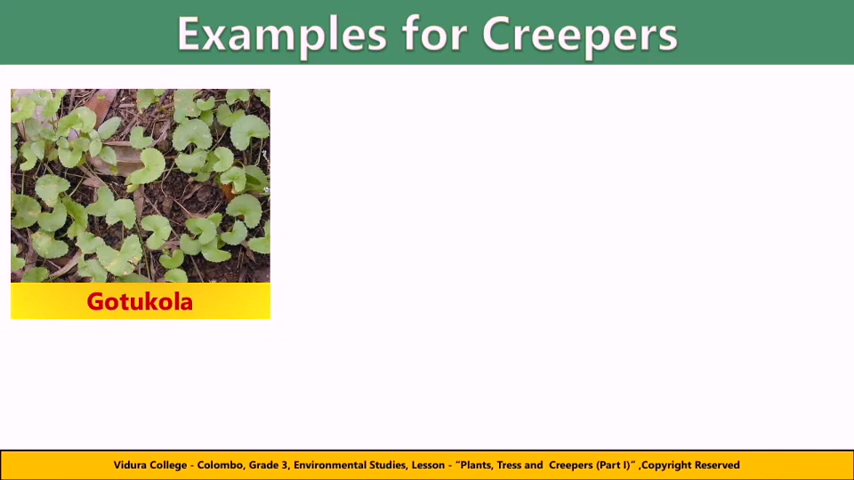 Examples for Creepers
Gotukola
Vidura College - Colombo, Grade 3, Environmental Studies, Lesson - "Plants, Tress and  Creepers (Part I)" ,Copyright Reserved